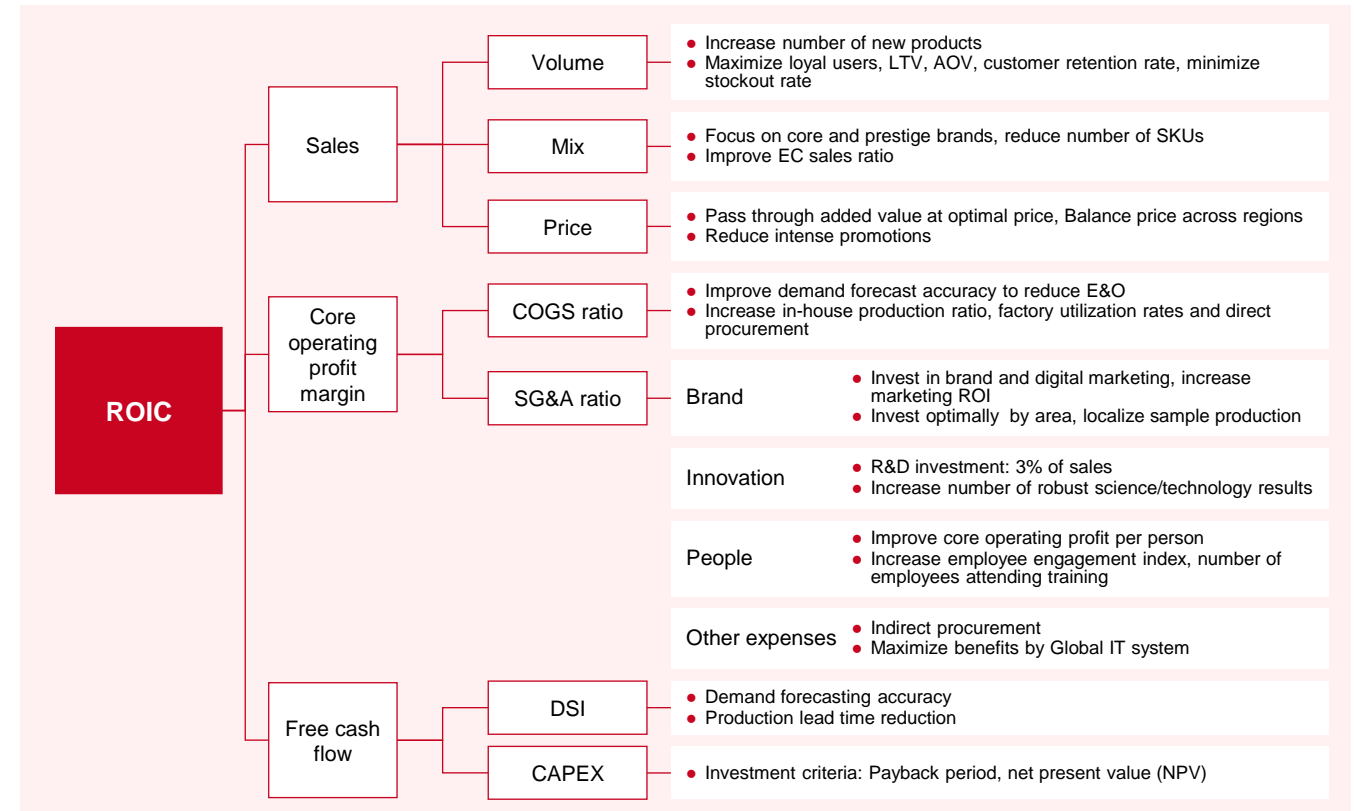 ROIC
Sales
Volume
● Increase number of new products
● Maximize loyal users, LTV, AOV, customer retention rate, minimize
stockout rate
Mix
● Focus on core and prestige brands, reduce number of SKUs
● Improve EC sales ratio
Price
● Pass through added value at optimal price, Balance price across regions
● Reduce intense promotions
Core
operating
profit
margin
COGS ratio
● Improve demand forecast accuracy to reduce E&O
● Increase in-house production ratio, factory utilization rates and direct
procurement
SG&A ratio
Brand
● Invest in brand and digital marketing, increase
marketing ROI
● Invest optimally by area, localize sample production
Innovation
● R&D investment: 3% of sales
● Increase number of robust science/technology results
People
● Improve core operating profit per person
● Increase employee engagement index, number of
employees attending training
Other expenses
● Indirect procurement
● Maximize benefits by Global IT system
Free cash
flow
DSI
● Demand forecasting accuracy
● Production lead time reduction
CAPEX
● Investment criteria: Payback period, net present value (NPV)